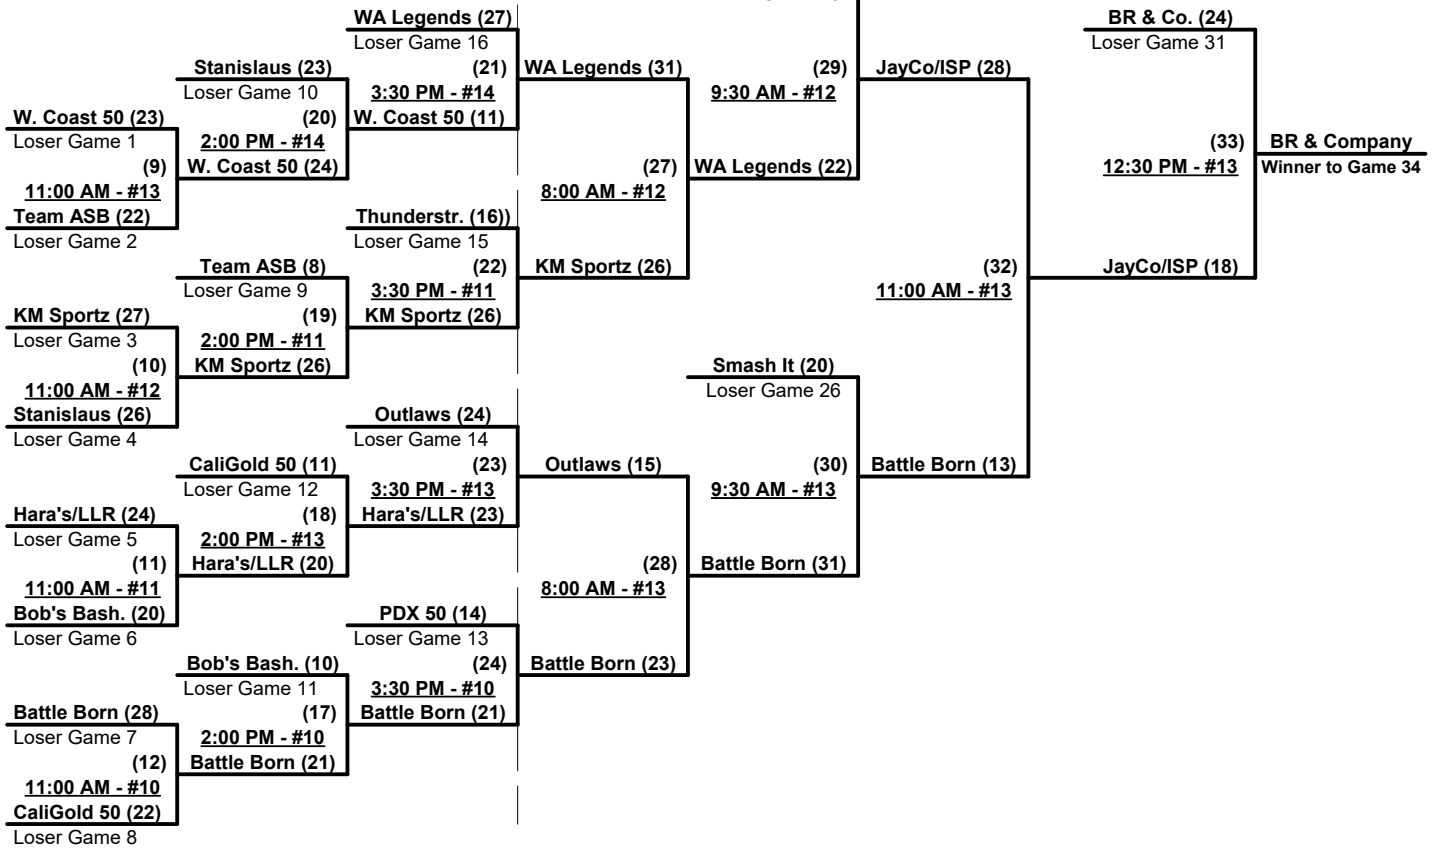 WA Legends (27)
Loser Game 16
(21)
3:30 PM - #14
W. Coast 50 (11)
Stanislaus (23)
Loser Game 10
(20)
2:00 PM - #14
W. Coast 50 (24)
W. Coast 50 (23)
Loser Game 1
(9)
11:00 AM - #13
Team ASB (22)
Loser Game 2
Thunderstr. (16))
Loser Game 15
(22)
3:30 PM - #11
KM Sportz (26)
Team ASB (8)
Loser Game 9
(19)
2:00 PM - #11
KM Sportz (26)
KM Sportz (27)
Loser Game 3
(10)
11:00 AM - #12
Stanislaus (26)
Loser Game 4
Outlaws (24)
Loser Game 14
(23)
3:30 PM - #13
Hara's/LLR (23)
CaliGold 50 (11)
Loser Game 12
(18)
2:00 PM - #13
Hara's/LLR (20)
Hara's/LLR (24)
Loser Game 5
(11)
11:00 AM - #11
Bob's Bash. (20)
Loser Game 6
PDX 50 (14)
Loser Game 13
(24)
3:30 PM - #10
Battle Born (21)
Bob's Bash. (10)
Loser Game 11
(17)
2:00 PM - #10
Battle Born (21)
Battle Born (28)
Loser Game 7
(12)
11:00 AM - #10
CaliGold 50 (22)
Loser Game 8
WA Legends (31)
(27)
8:00 AM - #12
KM Sportz (26)
Outlaws (15)
(28)
8:00 AM - #13
Battle Born (23)
(29)
9:30 AM - #12
WA Legends (22)
Smash It (20)
Loser Game 26
(30)
9:30 AM - #13
Battle Born (31)
JayCo/ISP (28)
(32)
11:00 AM - #13
Battle Born (13)
BR & Co. (24)
Loser Game 31
(33)
12:30 PM - #13
JayCo/ISP (18)
BR & Company
Winner to Game 34